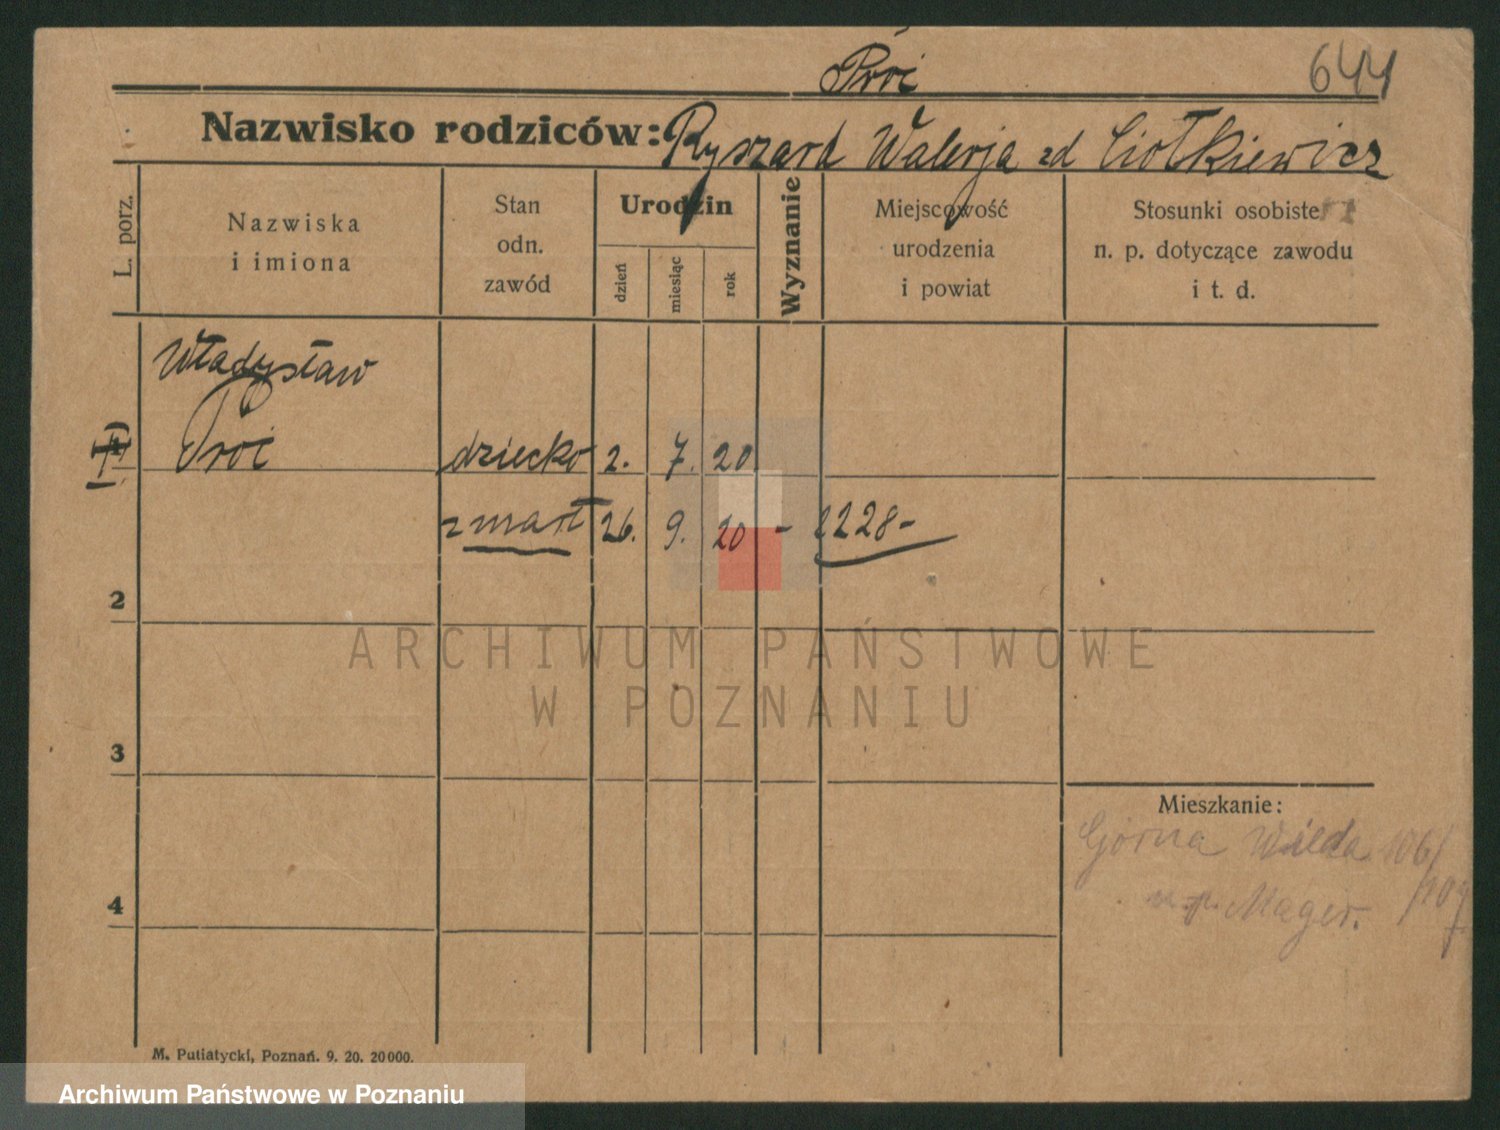 Proi
644
Nazwisko rodziców: Ryszard Walerja zd Ciołkiewicz
L. porz.
Nazwiska
i imiona
Stan
odn.
zawód
Urodzin
dzień
miesiąc
rok
Wyznanie
Miejscowość
urodzenia
i powiat
Stosunki osobiste
n. p. dotyczące zawodu
i t. d.
Władysław
Proi dziecko 2. 7. 20
zmarł 26. 9. 20 - 2228-
2
3
4
Mieszkanie:
Górna Wilda 106/
/107
u. p. Mager.
M. Putiatycki, Poznań. 9. 20. 20000.
ARCHIWUM PAŃSTWOWE
W POZNANIU
Archiwum Państwowe w Poznaniu